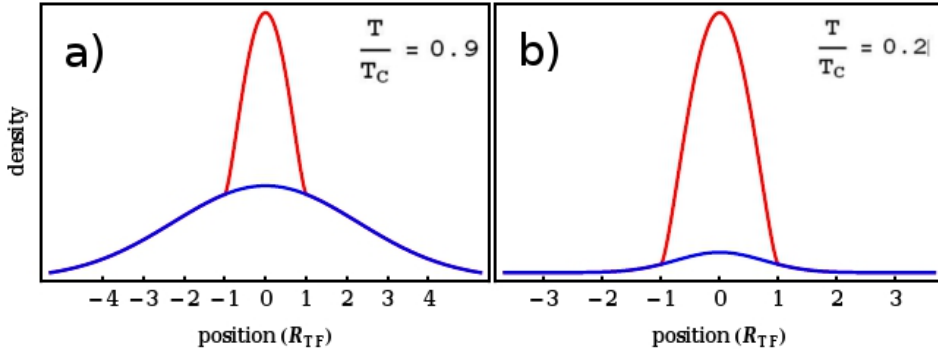 a)
T
T_C = 0.9
density
−4 −3 −2 −1 0 1 2 3 4
position (R_TF)
b)
T
T_C = 0.2
−3 −2 −1 0 1 2 3
position (R_TF)